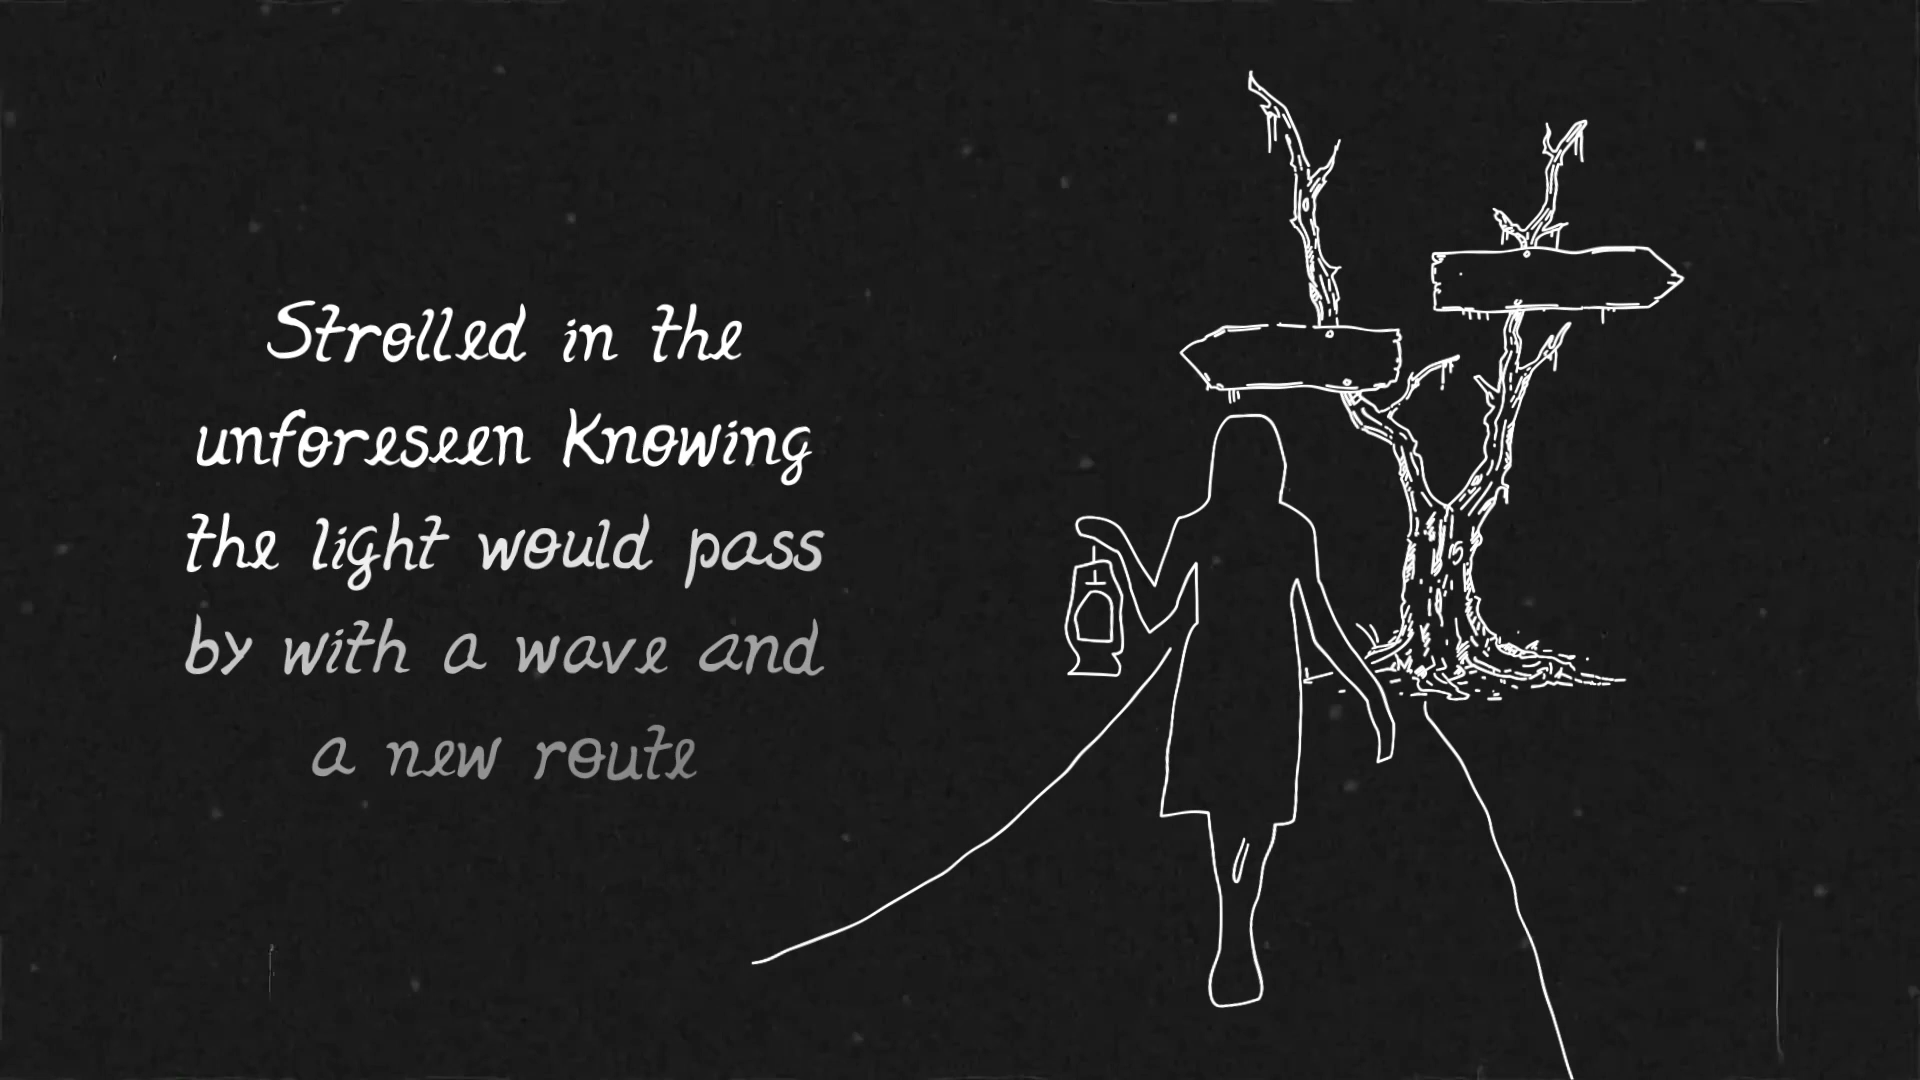 Strolled in the
unforeseen Knowing
the light would pass
by with a wave and
a new route